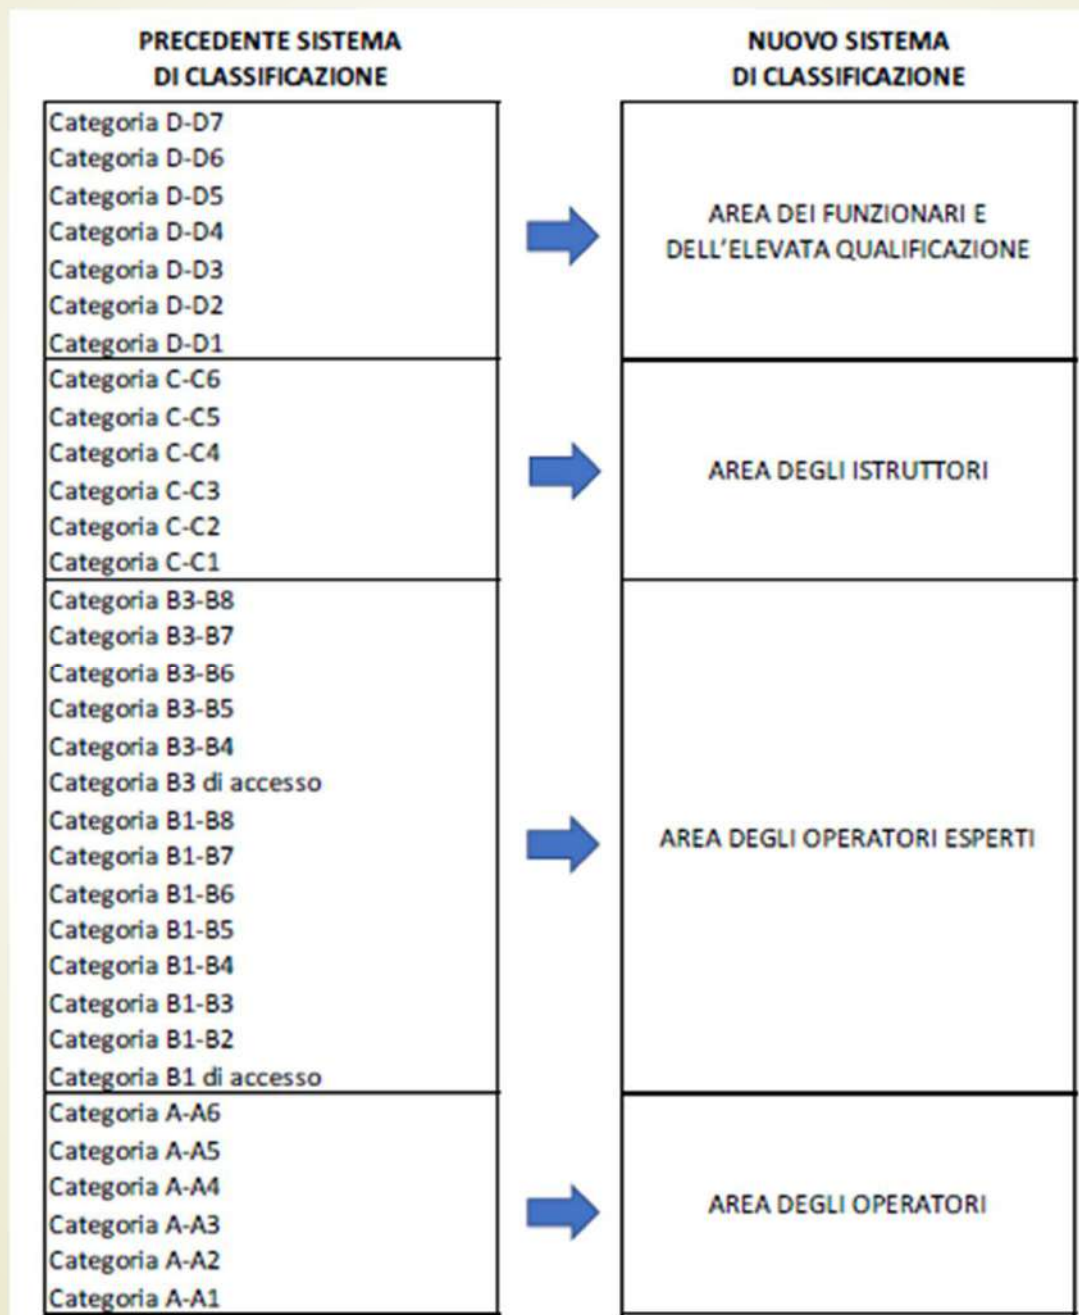 PRECEDENTE SISTEMA
DI CLASSIFICAZIONE
NUOVO SISTEMA
DI CLASSIFICAZIONE
Categoria D-D7
Categoria D-D6
Categoria D-D5
Categoria D-D4
Categoria D-D3
Categoria D-D2
Categoria D-D1
AREA DEI FUNZIONARI E
DELL'ELEVATA QUALIFICAZIONE
Categoria C-C6
Categoria C-C5
Categoria C-C4
Categoria C-C3
Categoria C-C2
Categoria C-C1
AREA DEGLI ISTRUTTORI
Categoria B3-B8
Categoria B3-B7
Categoria B3-B6
Categoria B3-B5
Categoria B3-B4
Categoria B3 di accesso
Categoria B1-B8
Categoria B1-B7
Categoria B1-B6
Categoria B1-B5
Categoria B1-B4
Categoria B1-B3
Categoria B1-B2
Categoria B1 di accesso
AREA DEGLI OPERATORI ESPERTI
Categoria A-A6
Categoria A-A5
Categoria A-A4
Categoria A-A3
Categoria A-A2
Categoria A-A1
AREA DEGLI OPERATORI